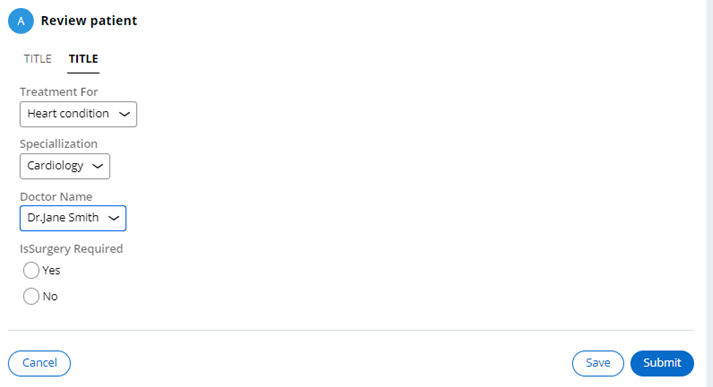 A Review patient
TITLE TITLE
Treatment For
Heart condition
Speciallization
Cardiology
Doctor Name
Dr.Jane Smith
IsSurgery Required
Yes
No
Cancel Save Submit